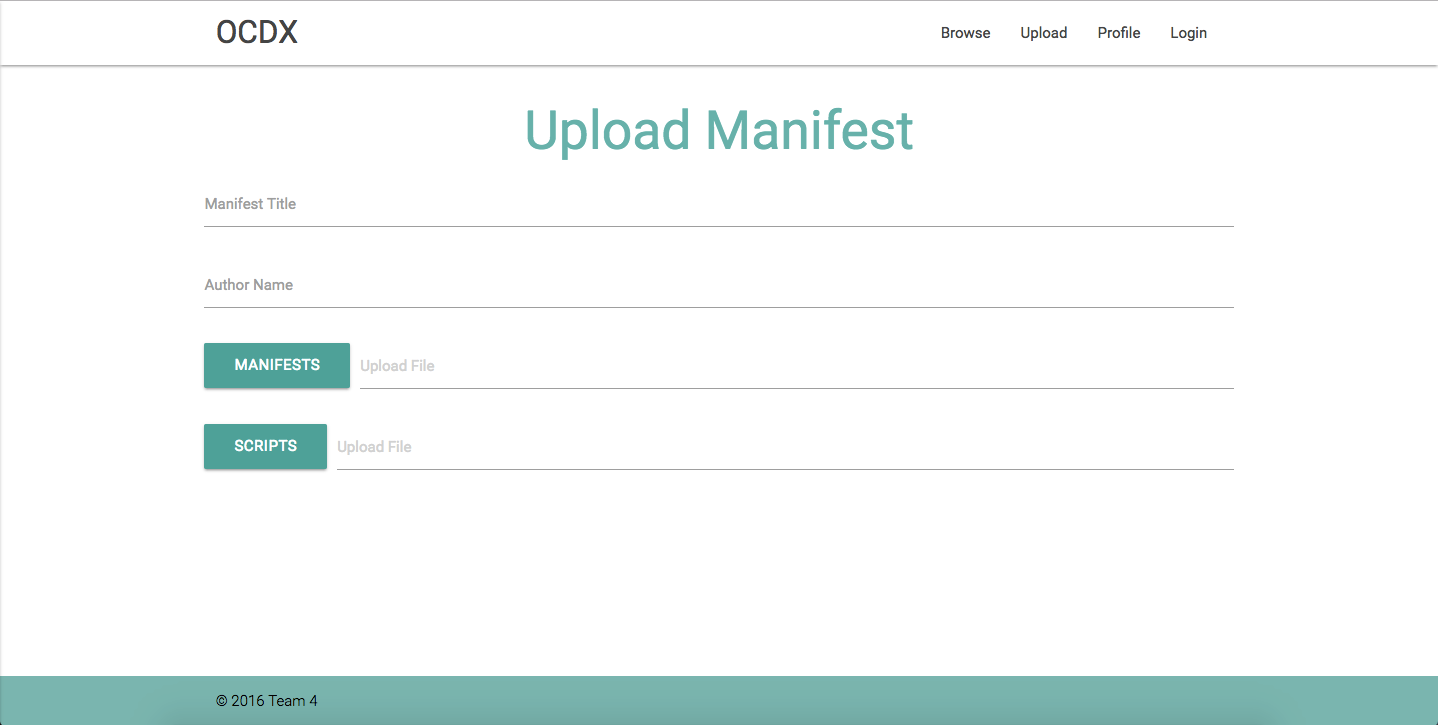 OCDX
Browse Upload Profile Login
Upload Manifest
Manifest Title
Author Name
MANIFESTS Upload File
SCRIPTS Upload File
© 2016 Team 4